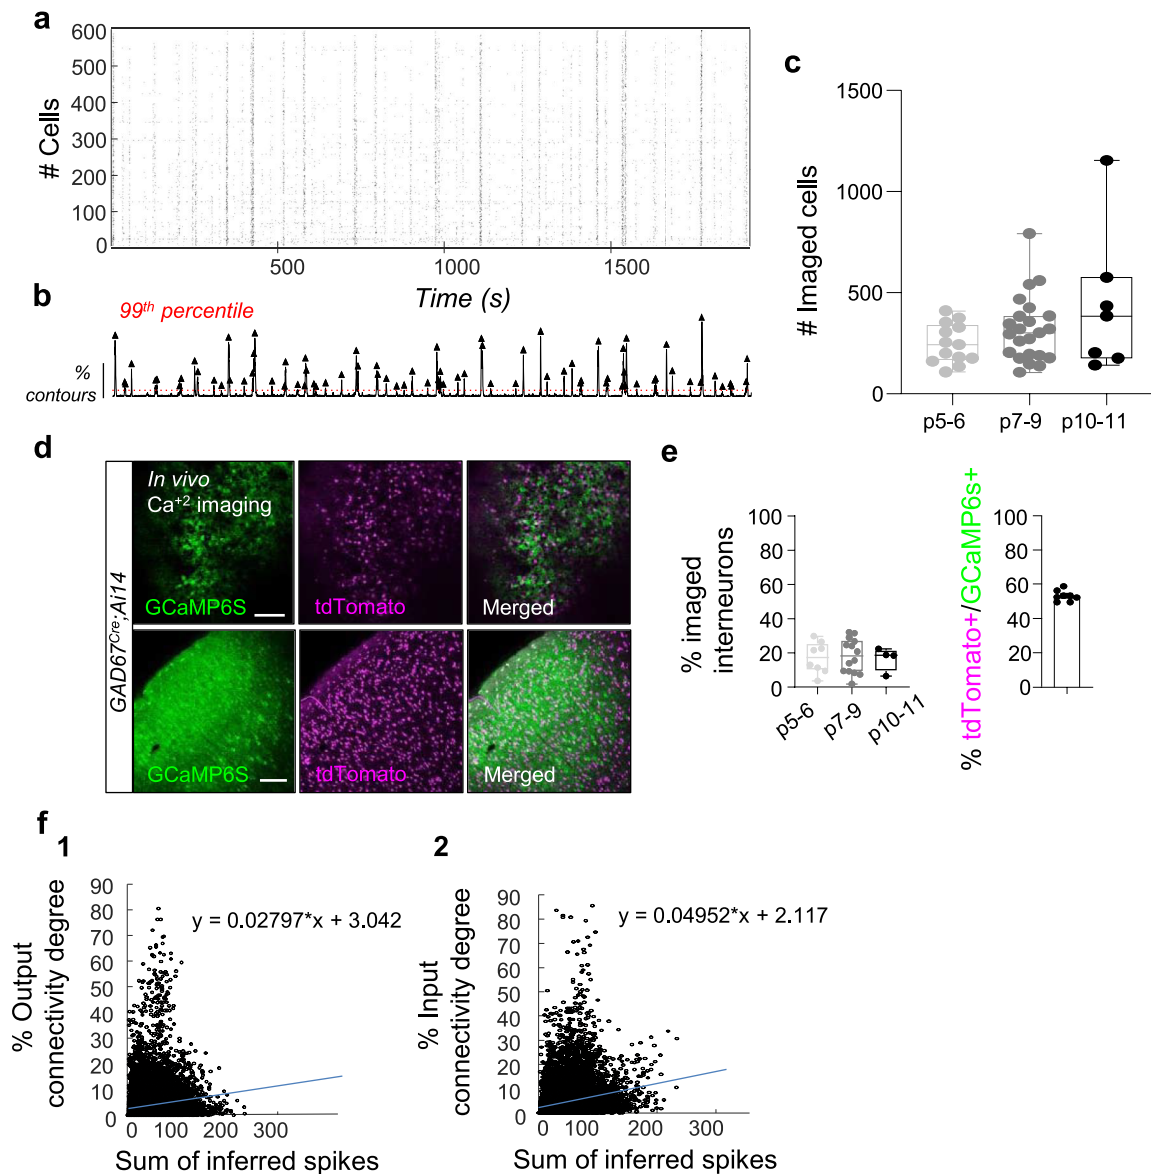 a
# Cells
600
500
400
300
200
100
0
500
1000
1500
Time (s)
b
99th percentile
%
contours
c
# Imaged cells
1500
1000
500
0
p5-6
p7-9
p10-11
d
GAD67Cre;Ai14
In vivo
Ca+2 imaging
GCaMP6S
tdTomato
Merged
GCaMP6S
tdTomato
Merged
e
% imaged
interneurons
100
80
60
40
20
0
p5-6
p7-9
p10-11
% tdTomato+/GCaMP6s+
100
80
60
40
20
0
f
1
% Output
connectivity degree
90
80
70
60
50
40
30
20
10
0
y = 0.02797*x + 3.042
0
100
200
300
Sum of inferred spikes
2
% Input
connectivity degree
90
80
70
60
50
40
30
20
10
0
y = 0.04952*x + 2.117
0
100
200
300
Sum of inferred spikes